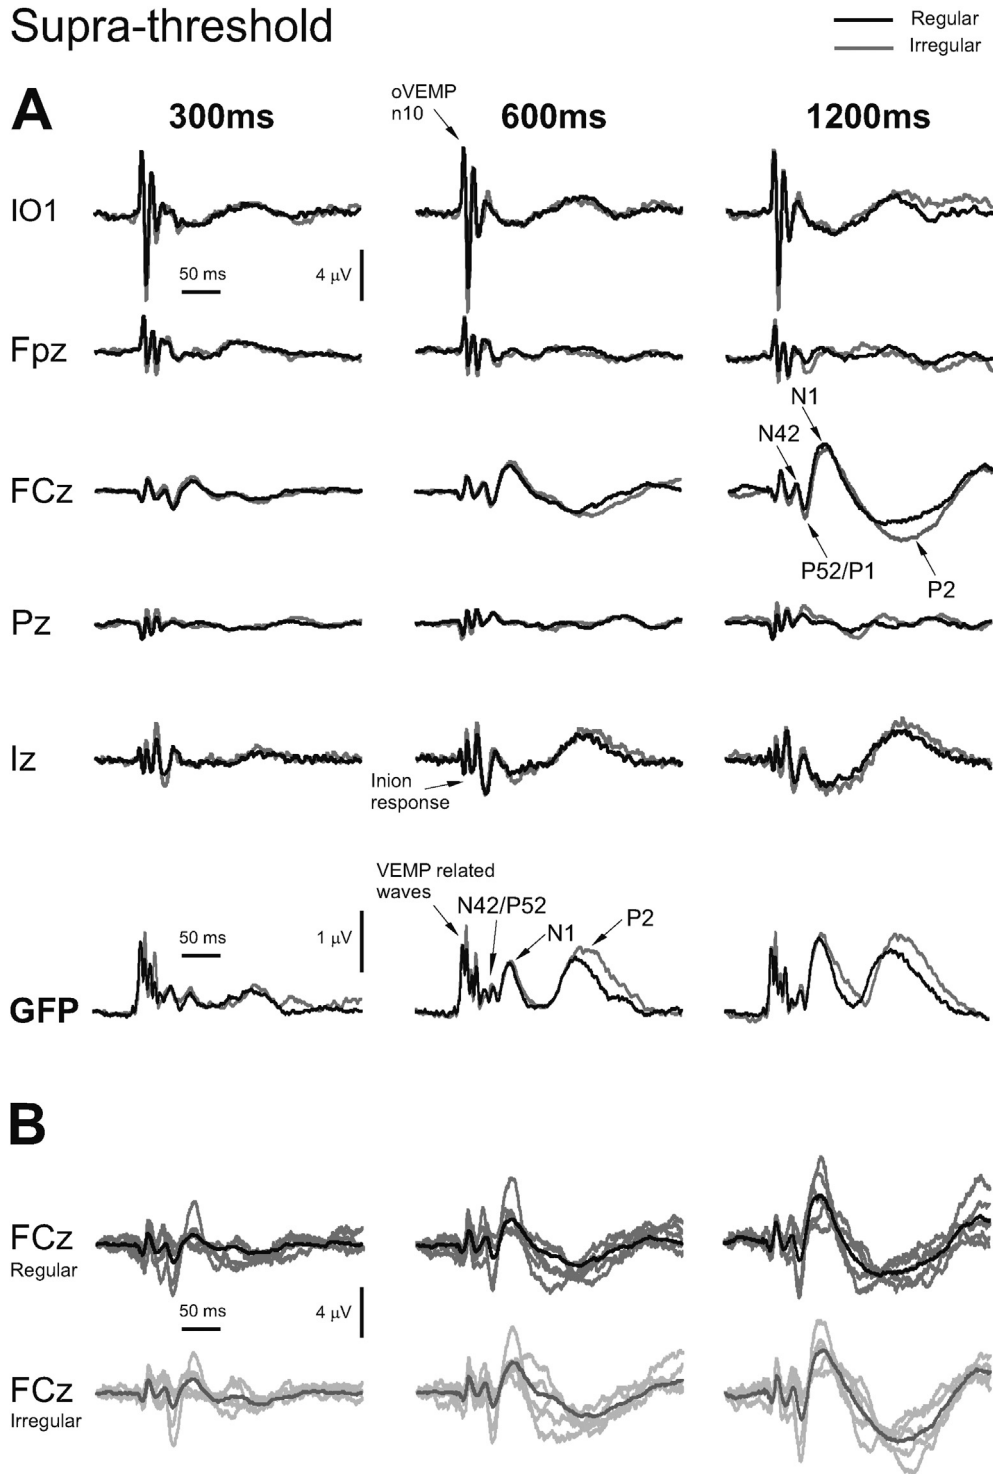 Supra-threshold
Regular
Irregular
A
300ms
oVEMP
n10
600ms
1200ms
IO1
50 ms
4 µV
Fpz
N1
N42
FCz
P52/P1
P2
Pz
Iz
Inion
response
VEMP related
waves
N42/P52
N1
P2
50 ms
1 µV
GFP
B
FCz
Regular
50 ms
4 µV
FCz
Irregular